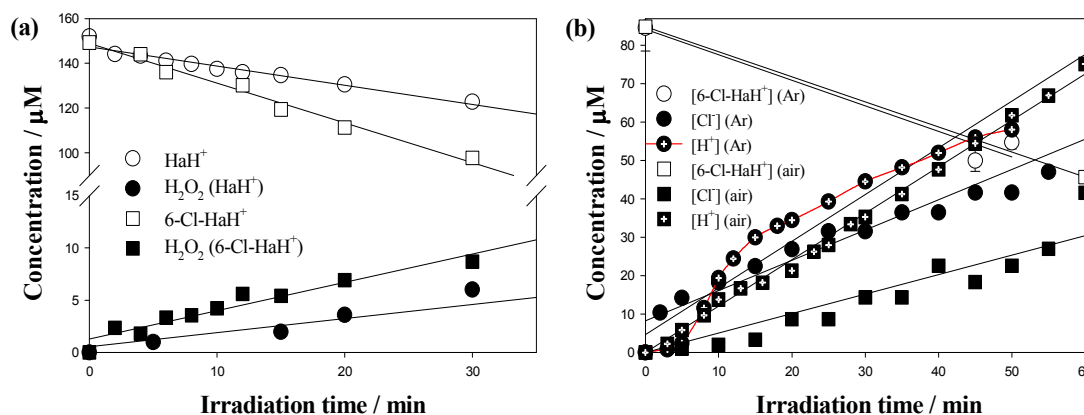 (a)
Concentration / μM
160
140
120
100
15
10
5
0
HaH⁺
H₂O₂ (HaH⁺)
6-Cl-HaH⁺
H₂O₂ (6-Cl-HaH⁺)
0 10 20 30
Irradiation time / min
(b)
Concentration / μM
80
70
60
50
40
30
20
10
0
[6-Cl-HaH⁺] (Ar)
[Cl⁻] (Ar)
[H⁺] (Ar)
[6-Cl-HaH⁺] (air)
[Cl⁻] (air)
[H⁺] (air)
0 10 20 30 40 50 60
Irradiation time / min